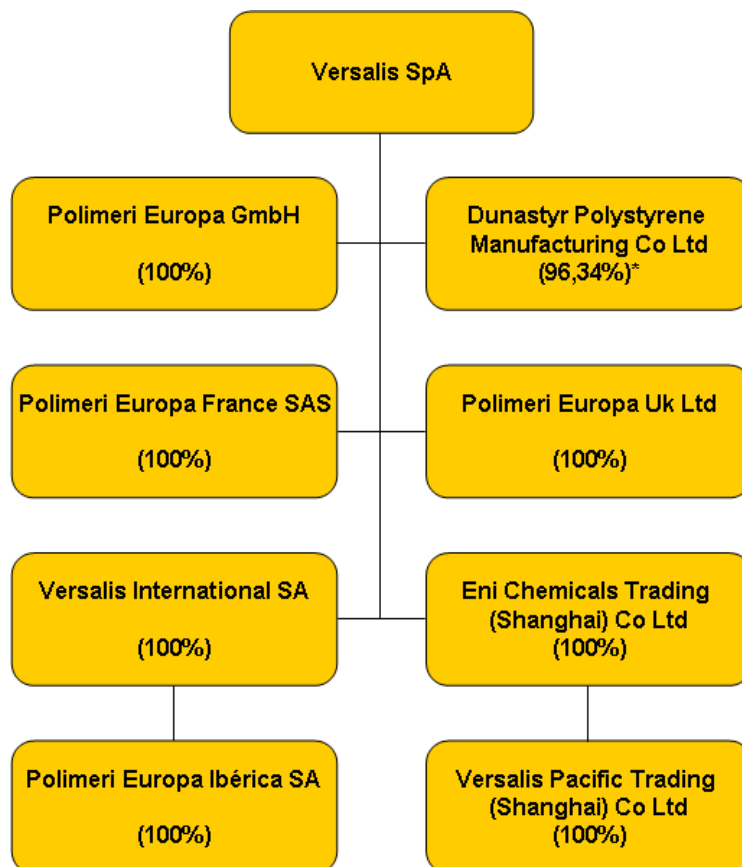 Versalis SpA
Polimeri Europa GmbH
(100%)
Dunastyr Polystyrene
Manufacturing Co Ltd
(96,34%)*
Polimeri Europa France SAS
(100%)
Polimeri Europa Uk Ltd
(100%)
Versalis International SA
(100%)
Eni Chemicals Trading
(Shanghai) Co Ltd
(100%)
Polimeri Europa Ibérica SA
(100%)
Versalis Pacific Trading
(Shanghai) Co Ltd
(100%)